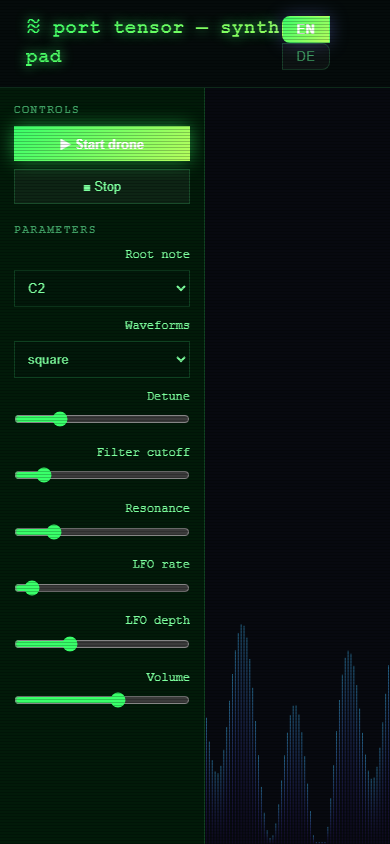 ≋ port tensor — synth pad
EN
DE
CONTROLS
▶ Start drone
■ Stop
PARAMETERS
Root note
C2
Waveforms
square
Detune
Filter cutoff
Resonance
LFO rate
LFO depth
Volume